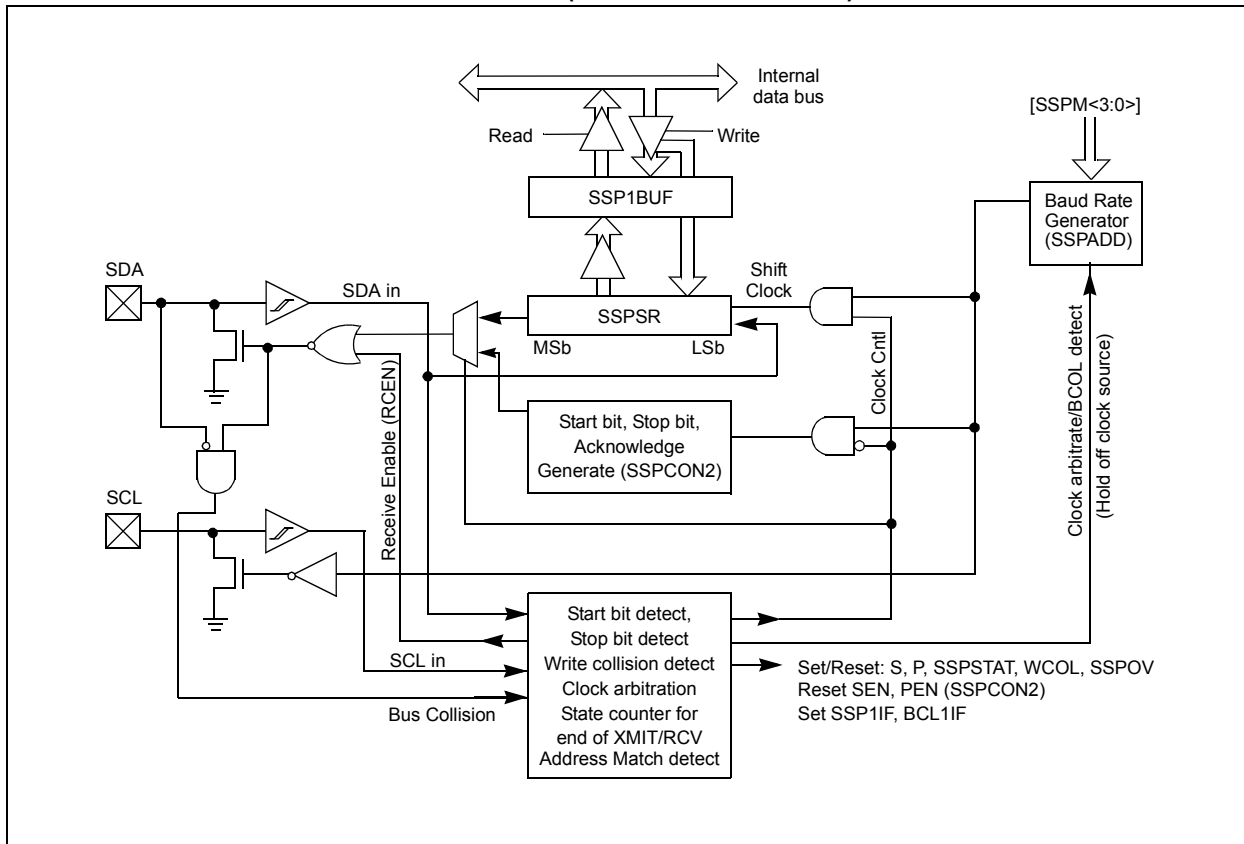 Internal
data bus
[SSPM<3:0>]
Read
Write
SSP1BUF
Baud Rate
Generator
(SSPADD)
SDA
SDA in
Shift
Clock
SSPSR
MSb
LSb
Clock Cntl
Receive Enable (RCEN)
Start bit, Stop bit,
Acknowledge
Generate (SSPCON2)
Clock arbitrate/BCOL detect
(Hold off clock source)
SCL
SCL in
Bus Collision
Start bit detect,
Stop bit detect
Write collision detect
Clock arbitration
State counter for
end of XMIT/RCV
Address Match detect
Set/Reset: S, P, SSPSTAT, WCOL, SSPOV
Reset SEN, PEN (SSPCON2)
Set SSP1IF, BCL1IF